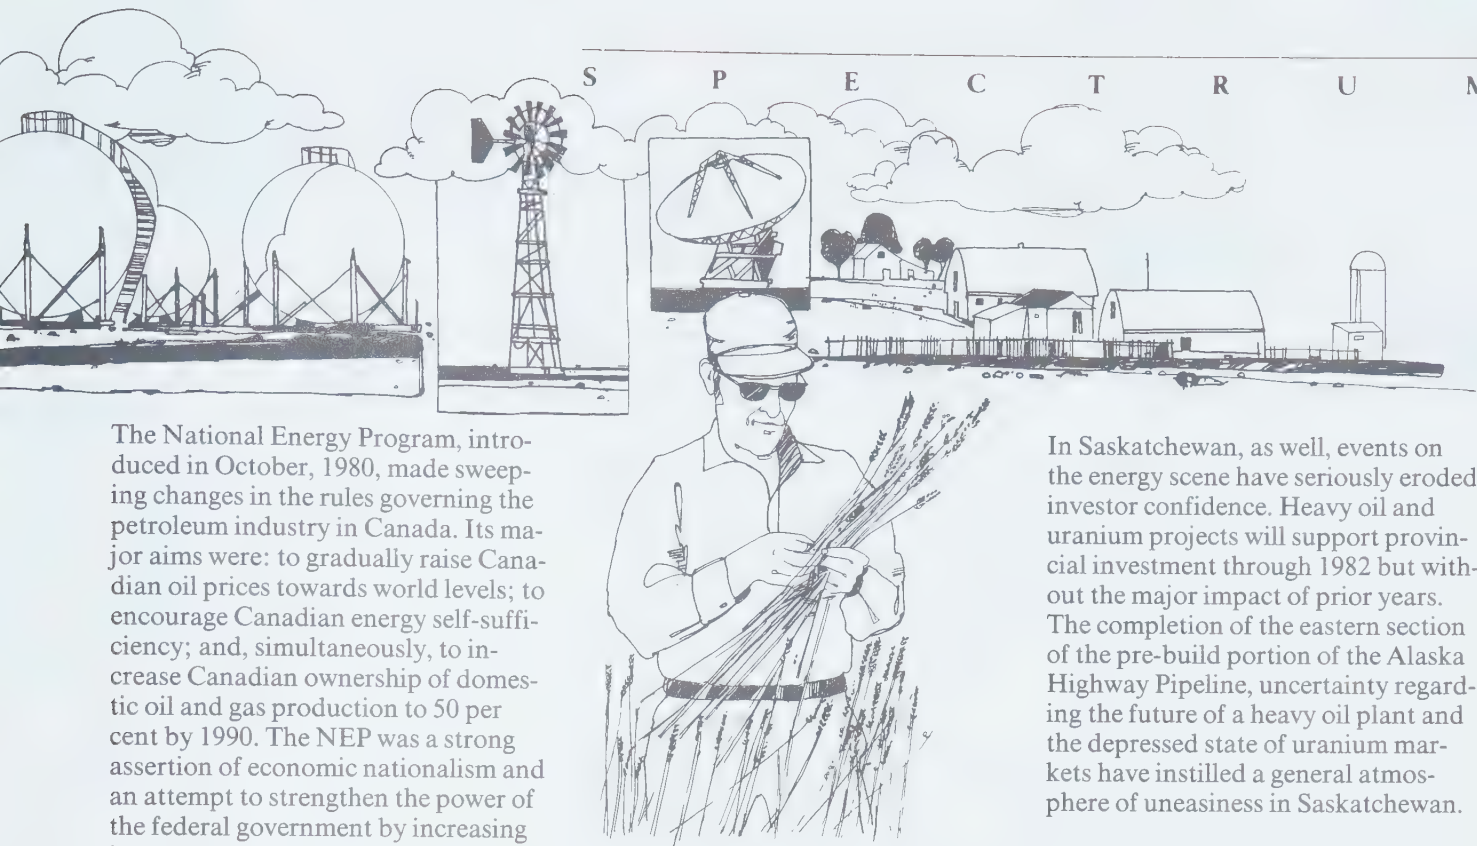 S P E C T R U M
The National Energy Program, intro-
duced in October, 1980, made sweep-
ing changes in the rules governing the
petroleum industry in Canada. Its ma-
jor aims were: to gradually raise Cana-
dian oil prices towards world levels; to
encourage Canadian energy self-suffi-
ciency; and, simultaneously, to in-
crease Canadian ownership of domes-
tic oil and gas production to 50 per
cent by 1990. The NEP was a strong
assertion of economic nationalism and
an attempt to strengthen the power of
the federal government by increasing
In Saskatchewan, as well, events on
the energy scene have seriously eroded
investor confidence. Heavy oil and
uranium projects will support provin-
cial investment through 1982 but with-
out the major impact of prior years.
The completion of the eastern section
of the pre-build portion of the Alaska
Highway Pipeline, uncertainty regard-
ing the future of a heavy oil plant and
the depressed state of uranium mar-
kets have instilled a general atmos-
phere of uneasiness in Saskatchewan.